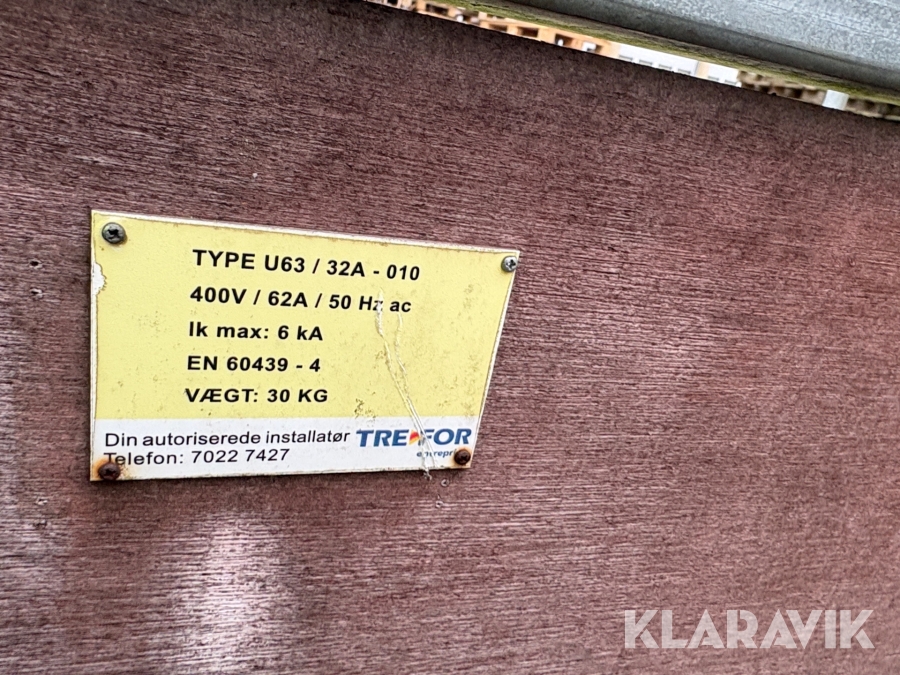 TYPE U63 / 32A - 010
400V / 62A / 50 Hz ac
Ik max: 6 kA
EN 60439 - 4
VÆGT: 30 KG
Din autoriserede installatør TREFOR
Telefon: 7022 7427
KLARAVIK